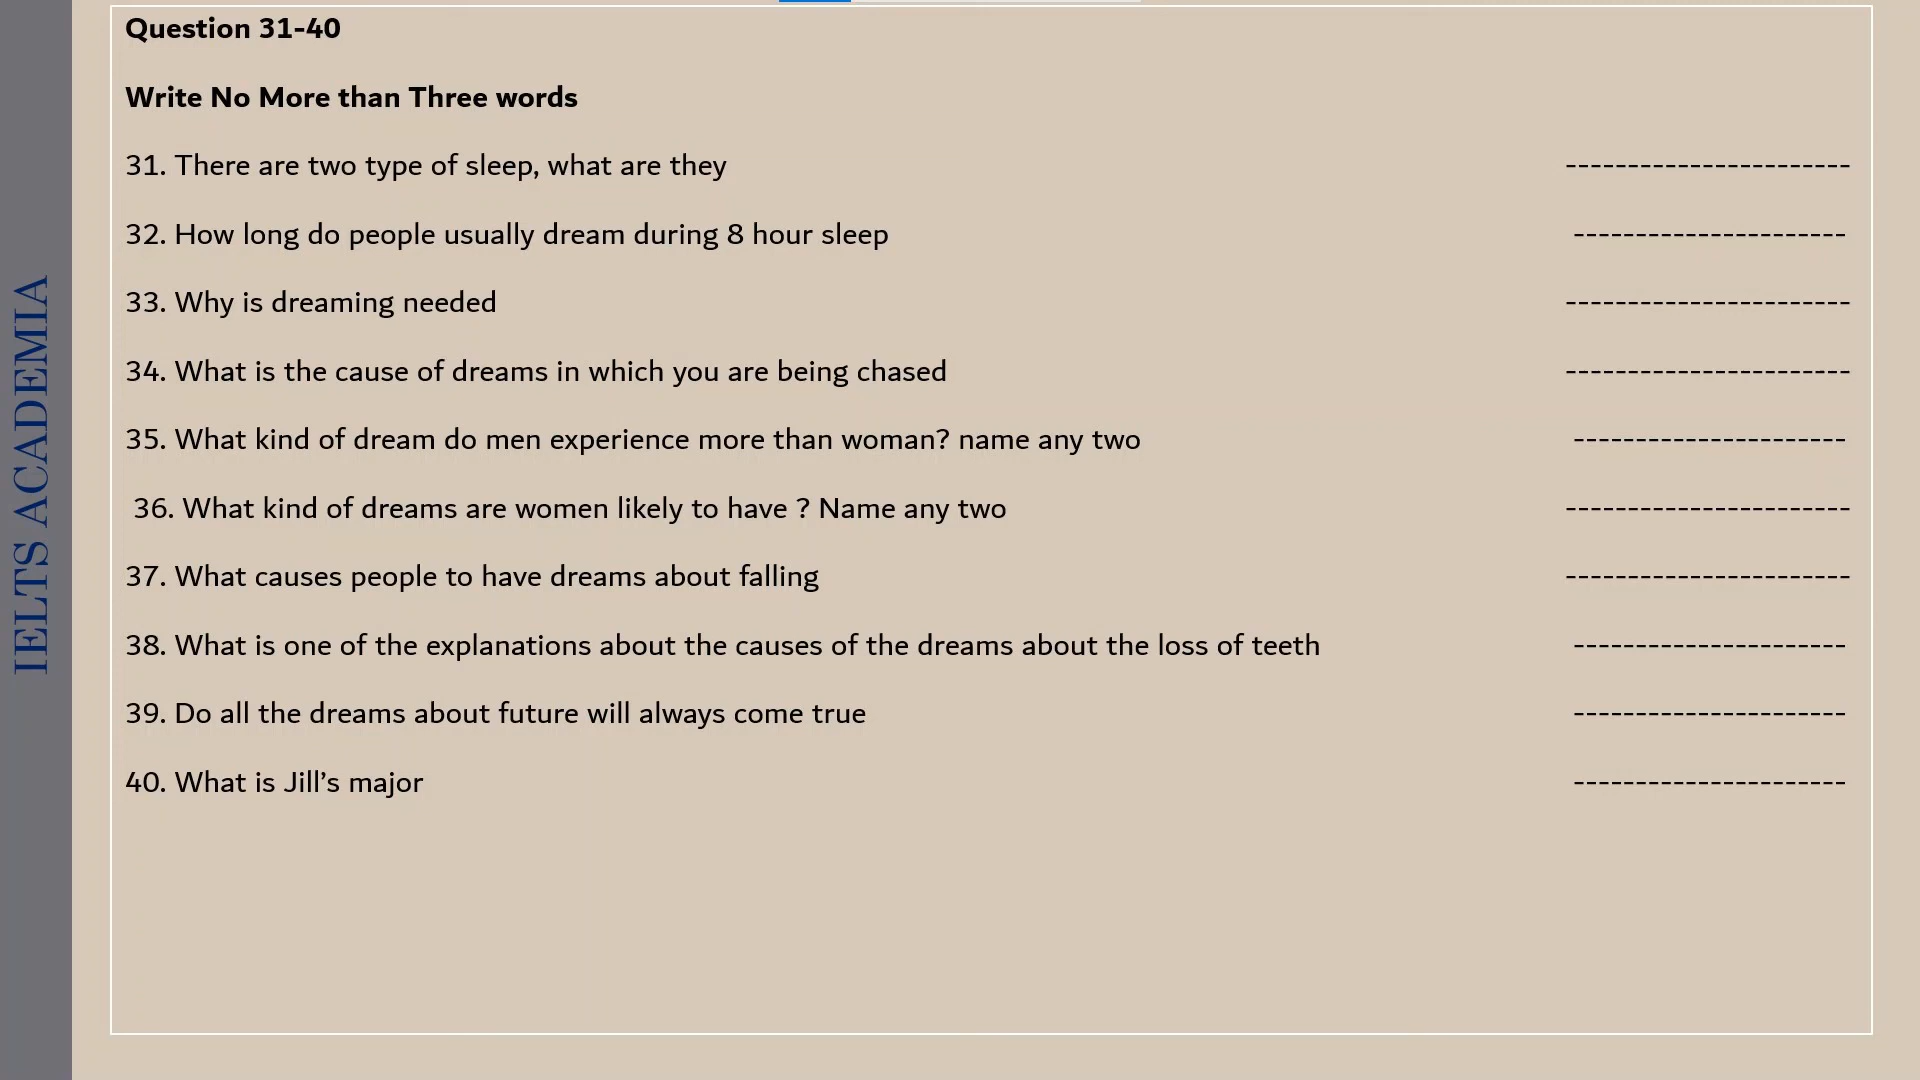 Question 31-40
Write No More than Three words
31. There are two type of sleep, what are they ----------------------
32. How long do people usually dream during 8 hour sleep ---------------------
33. Why is dreaming needed ----------------------
34. What is the cause of dreams in which you are being chased ----------------------
35. What kind of dream do men experience more than woman? name any two ---------------------
36. What kind of dreams are women likely to have ? Name any two ----------------------
37. What causes people to have dreams about falling ----------------------
38. What is one of the explanations about the causes of the dreams about the loss of teeth ---------------------
39. Do all the dreams about future will always come true ---------------------
40. What is Jill’s major ---------------------
IELTS ACADEMIA